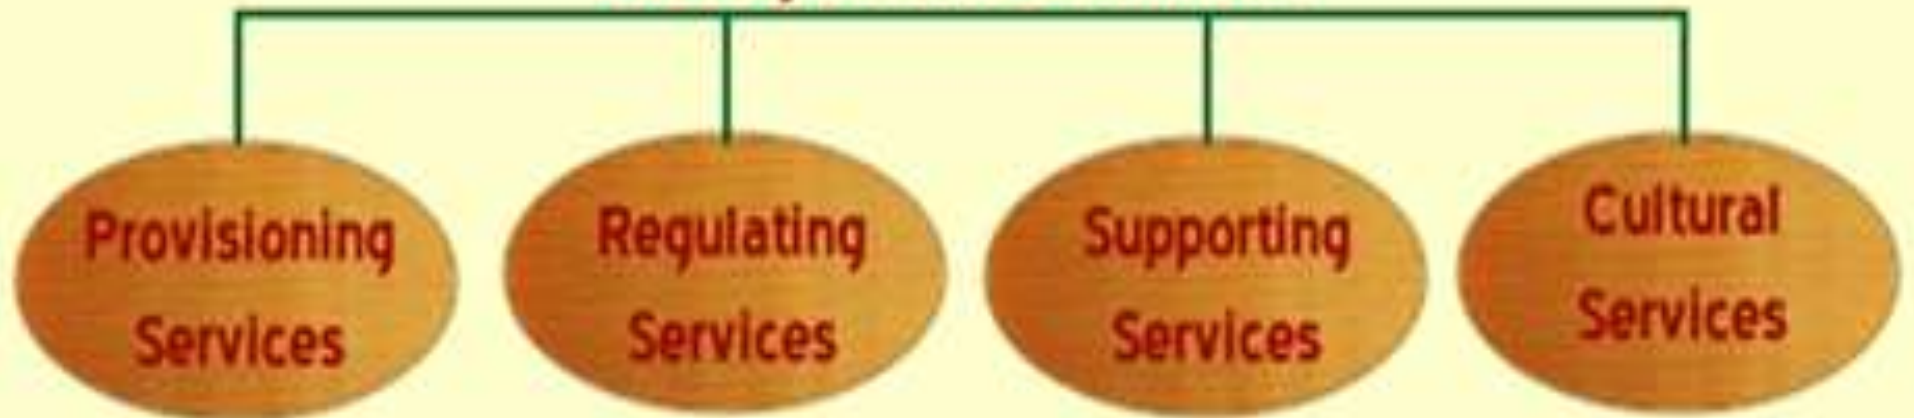 Provisioning
Services
Regulating
Services
Supporting
Services
Cultural
Services